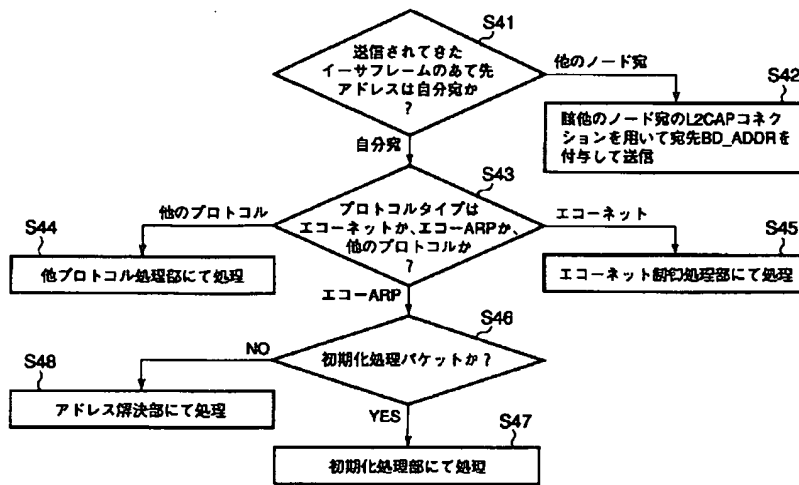 S41
送信されてきた
イーサフレームのあて先
アドレスは自分宛か
?
他のノード宛
S42
該他のノード宛のL2CAPコネ
クションを用いて宛先BD_ADDRを
付与して送信
自分宛
S43
プロトコルタイプは
エコーネットか、エコーARPか、
他のプロトコルか
?
他のプロトコル
S44
他プロトコル処理部にて処理
エコーネット
S45
エコーネット制御処理部にて処理
エコーARP
S46
初期化処理パケットか?
NO
S48
アドレス解決部にて処理
YES
S47
初期化処理部にて処理